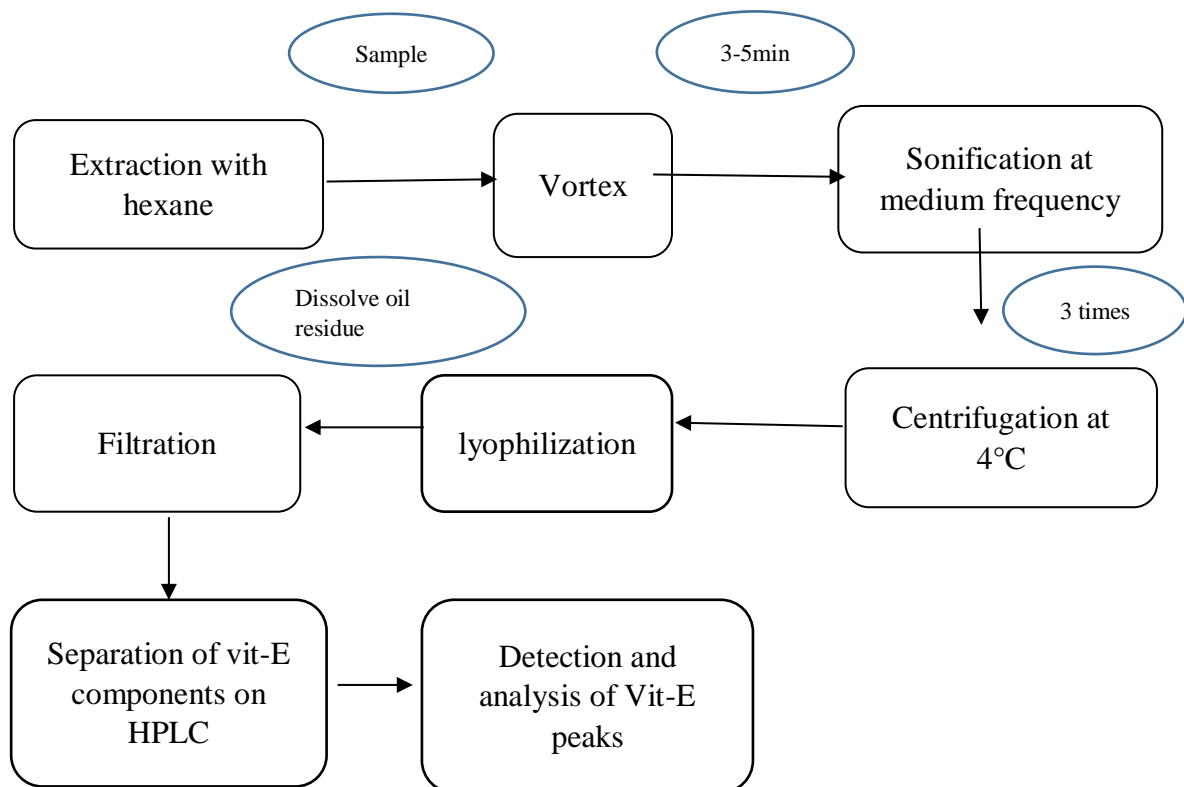 Sample
3-5min
Extraction with
hexane
Vortex
Sonification at
medium frequency
Dissolve oil
residue
3 times
Filtration
lyophilization
Centrifugation at
4°C
Separation of vit-E
components on
HPLC
Detection and
analysis of Vit-E
peaks